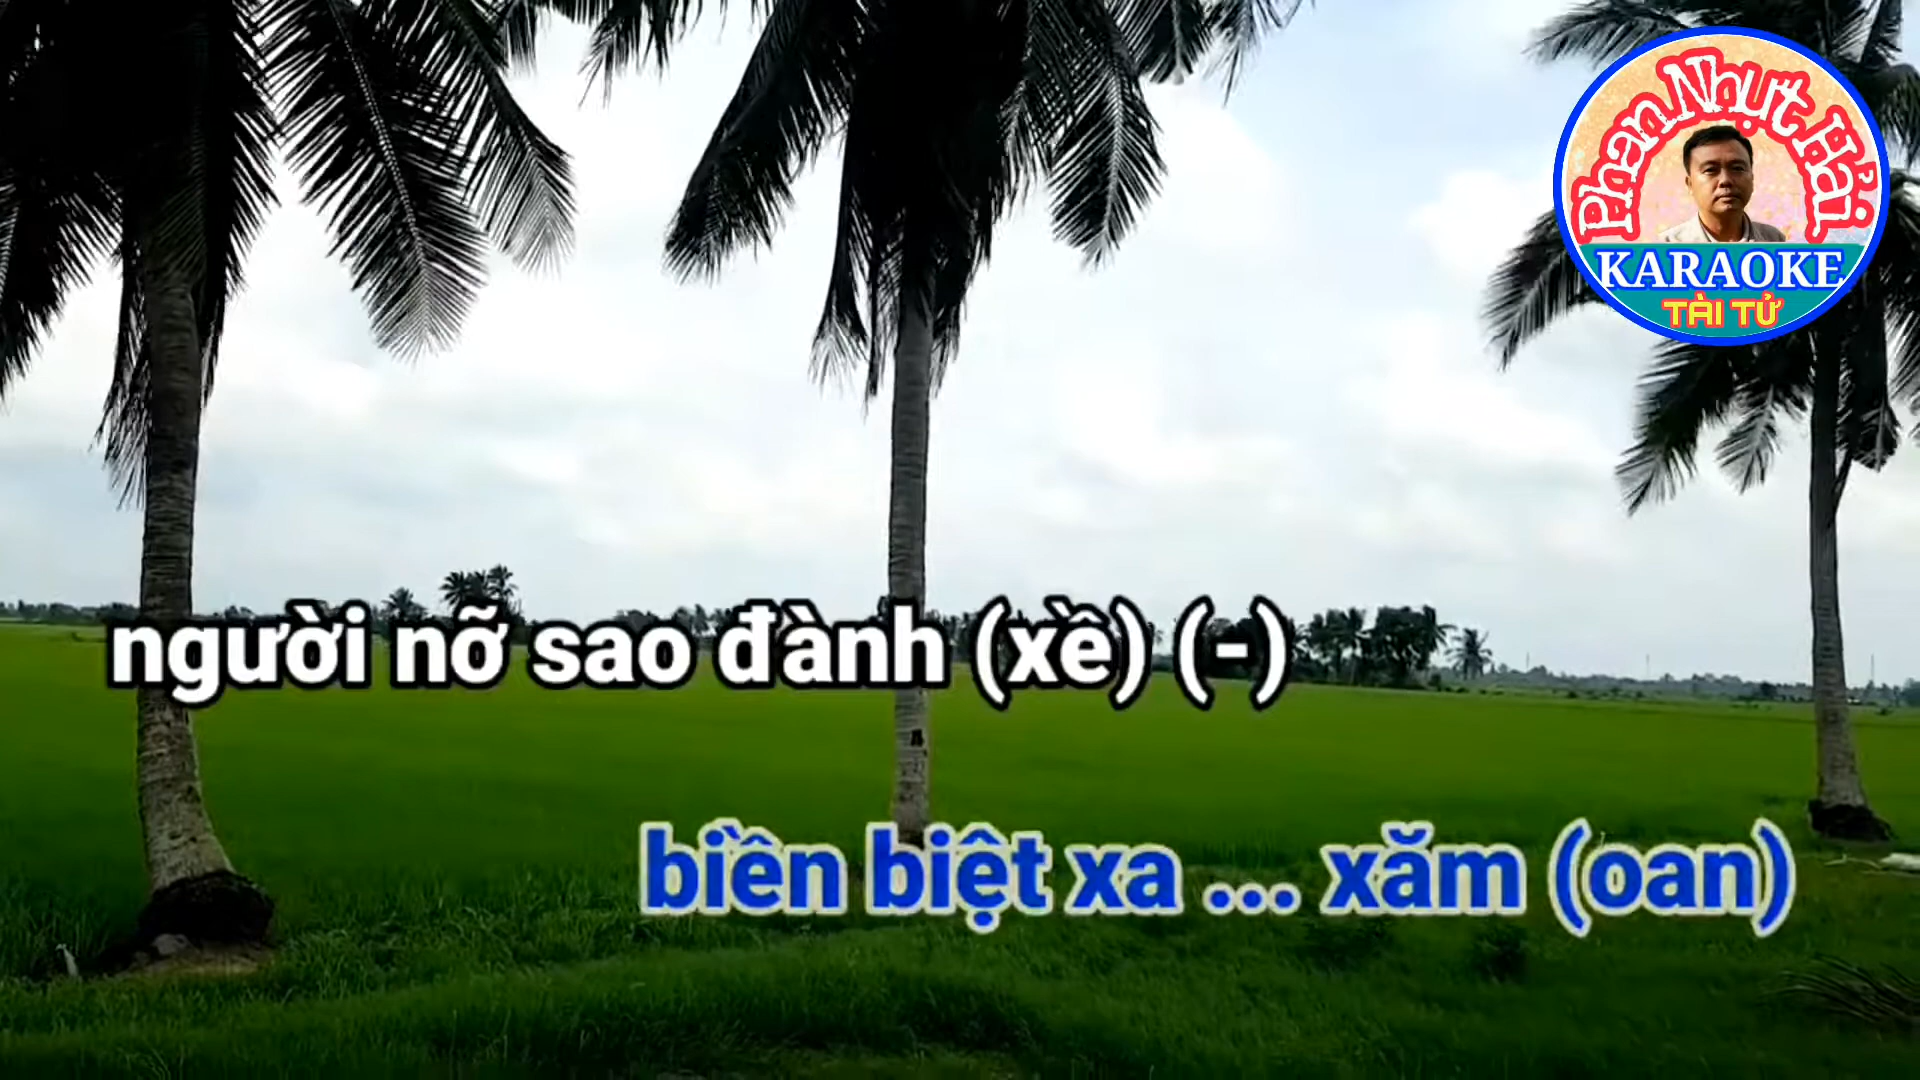 Phan Nhựt Hải
KARAOKE
TÀI TỬ
người nỡ sao đành (xề) (-)
biền biệt xa ... xăm (oan)